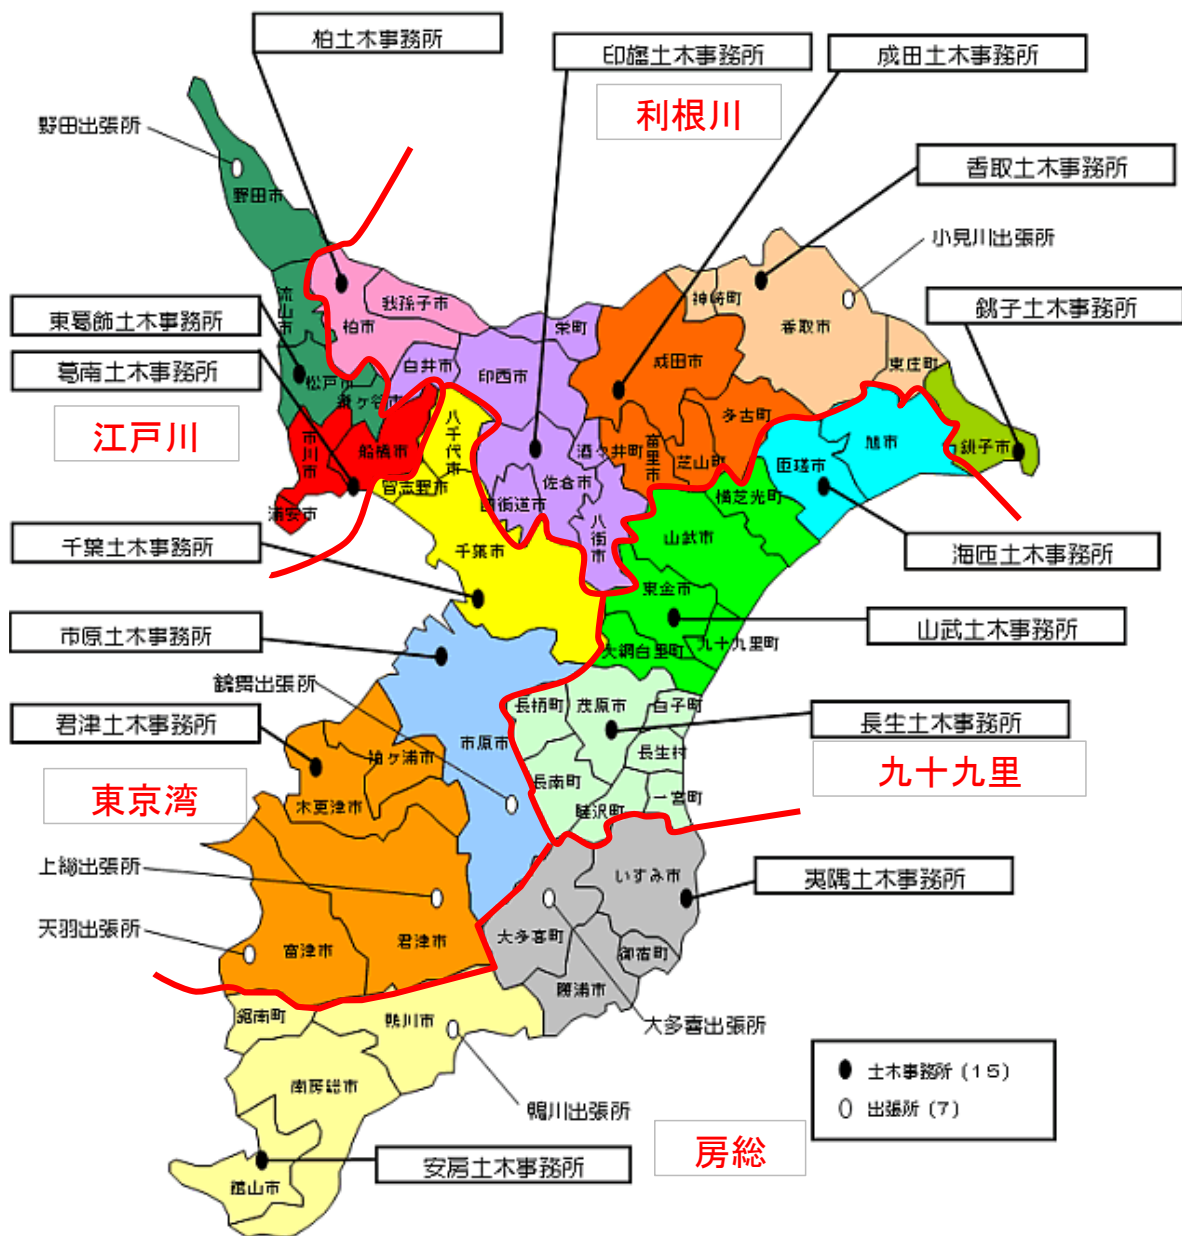 柏土木事務所
印旛土木事務所
成田土木事務所
利根川
野田出張所
香取土木事務所
野田市
小見川出張所
神崎町
我孫子市
香取市
銚子土木事務所
流山市
東葛飾土木事務所
柏市
栄町
成田市
東庄町
白井市
印西市
葛南土木事務所
松戸市
鎌ヶ谷市
多古町
江戸川
市川市
船橋市
八千代市
酒々井町
富里市
芝山町
匝瑳市
旭市
銚子市
習志野市
四街道市
佐倉市
横芝光町
浦安市
八街市
千葉土木事務所
千葉市
山武市
海匝土木事務所
東金市
市原土木事務所
山武土木事務所
大網白里町
九十九里町
鶴舞出張所
長柄町
茂原市
白子町
君津土木事務所
長生土木事務所
市原市
袖ヶ浦市
長生村
九十九里
東京湾
木更津市
長南町
睦沢町
一宮町
上総出張所
いすみ市
夷隅土木事務所
天羽出張所
富津市
君津市
大多喜町
御宿町
勝浦市
鋸南町
鴨川市
大多喜出張所
土木事務所(15)
南房総市
出張所(7)
鴨川出張所
房総
安房土木事務所
館山市